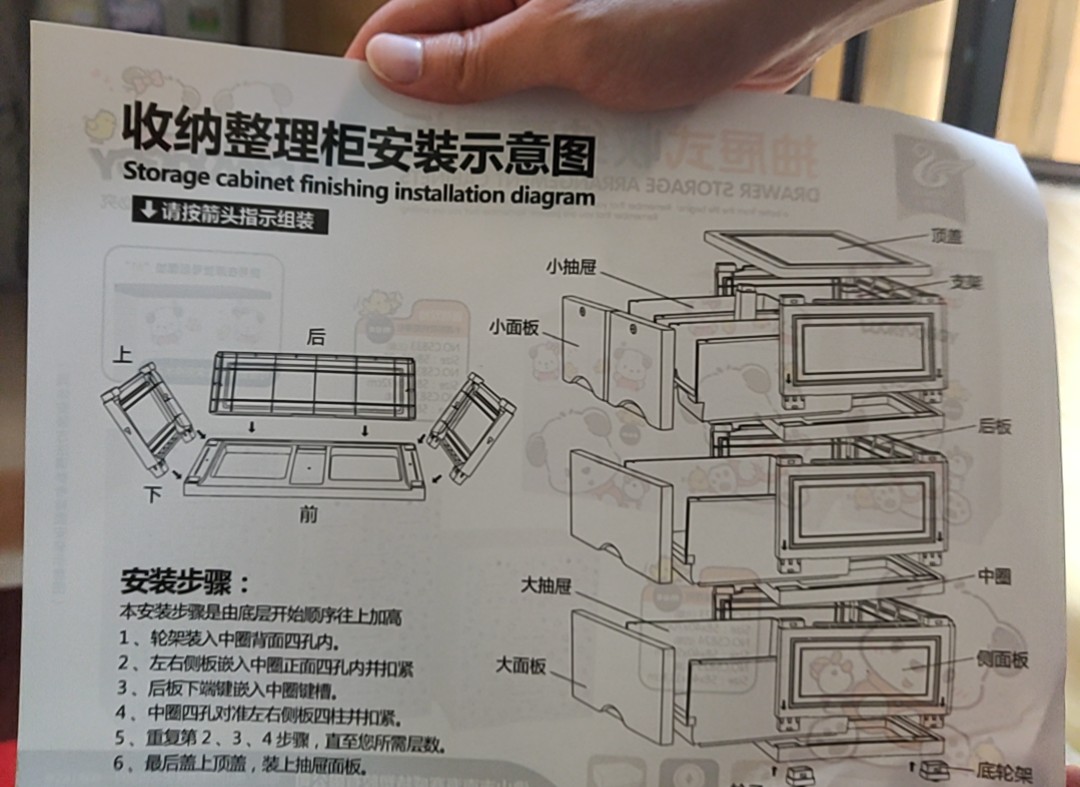 收纳整理柜安装示意图
Storage cabinet finishing installation diagram
请按箭头指示组装
上
后
下
前
顶盖
支架
小抽屉
小面板
后板
中圈
大抽屉
大面板
侧面板
底轮架
安装步骤：
本安装步骤是由底层开始顺序往上加高
1、轮架装入中圈背面四孔内。
2、左右侧板嵌入中圈正面四孔内并扣紧
3、后板下端键嵌入中圈键槽。
4、中圈四孔对准左右侧板四柱并扣紧。
5、重复第2、3、4步骤，直至您所需层数。
6、最后盖上顶盖，装上抽屉面板。